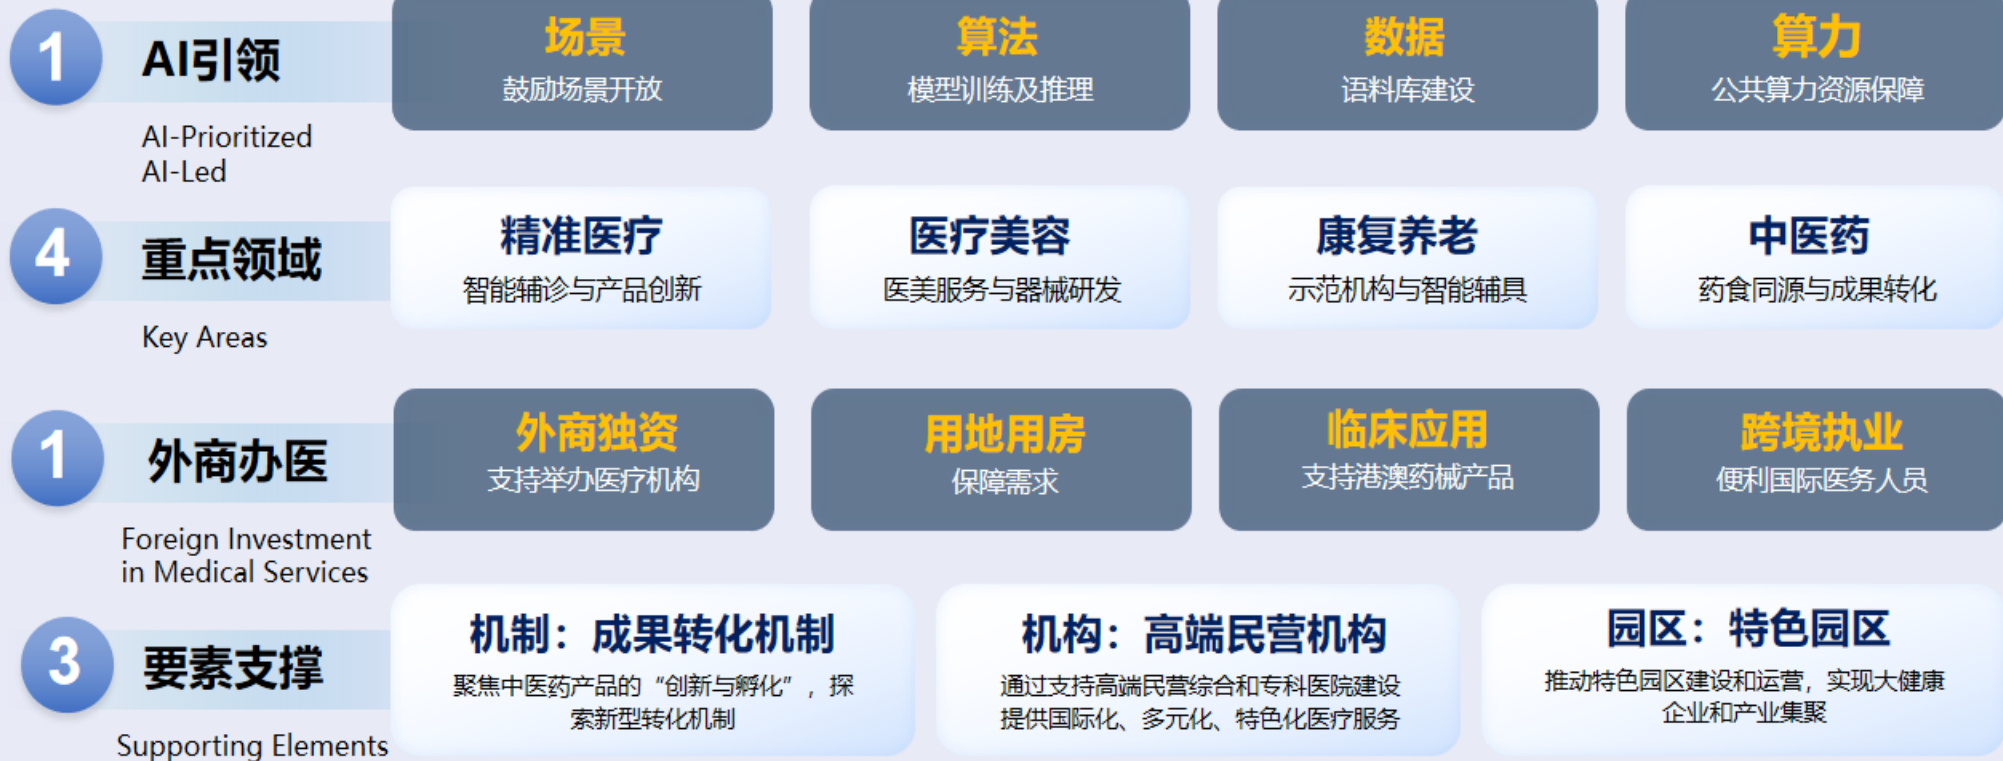 1
AI引领
AI-Prioritized
AI-Led
场景
鼓励场景开放
算法
模型训练及推理
数据
语料库建设
算力
公共算力资源保障
4
重点领域
Key Areas
精准医疗
智能辅诊与产品创新
医疗美容
医美服务与器械研发
康复养老
示范机构与智能辅具
中医药
药食同源与成果转化
1
外商办医
Foreign Investment
in Medical Services
外商独资
支持举办医疗机构
用地用房
保障需求
临床应用
支持港澳药械产品
跨境执业
便利国际医务人员
3
要素支撑
Supporting Elements
机制：成果转化机制
聚焦中医药产品的“创新与孵化”，探
索新型转化机制
机构：高端民营机构
通过支持高端民营综合和专科医院建设
提供国际化、多元化、特色化医疗服务
园区：特色园区
推动特色园区建设和运营，实现大健康
企业和产业集聚